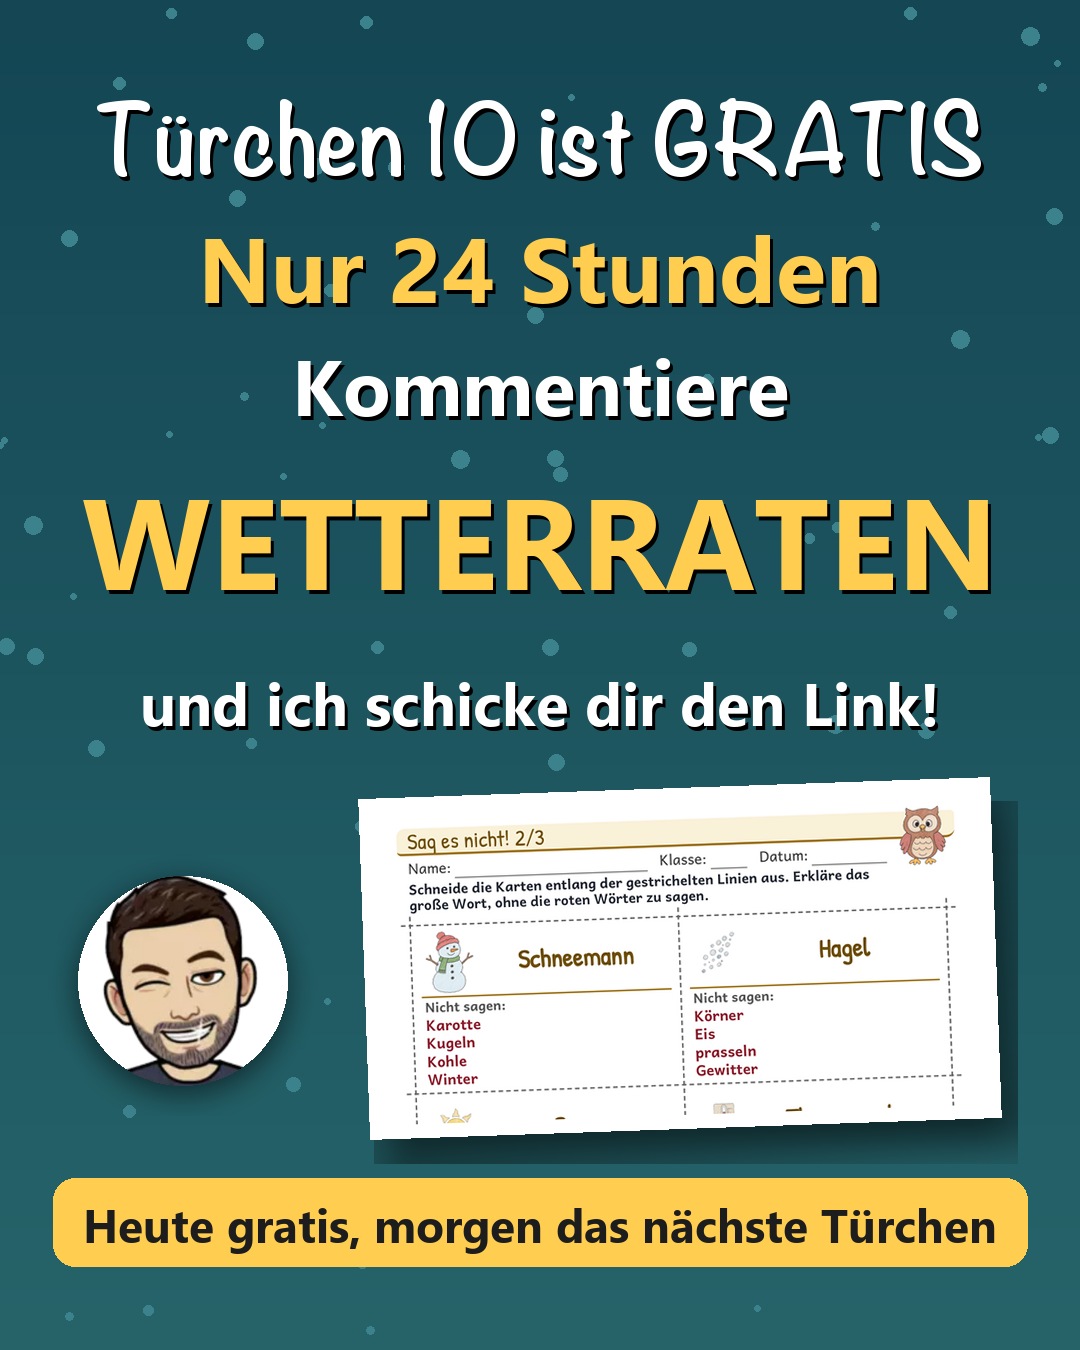 Türchen 10 ist GRATIS
Nur 24 Stunden
Kommentiere
WETTERRATEN
und ich schicke dir den Link!
Sag es nicht! 2/3
Name: Klasse: Datum:
Schneide die Karten entlang der gestrichelten Linien aus. Erkläre das
große Wort, ohne die roten Wörter zu sagen.
Schneemann
Nicht sagen:
Karotte
Kugeln
Kohle
Winter
Hagel
Nicht sagen:
Körner
Eis
prasseln
Gewitter
Heute gratis, morgen das nächste Türchen